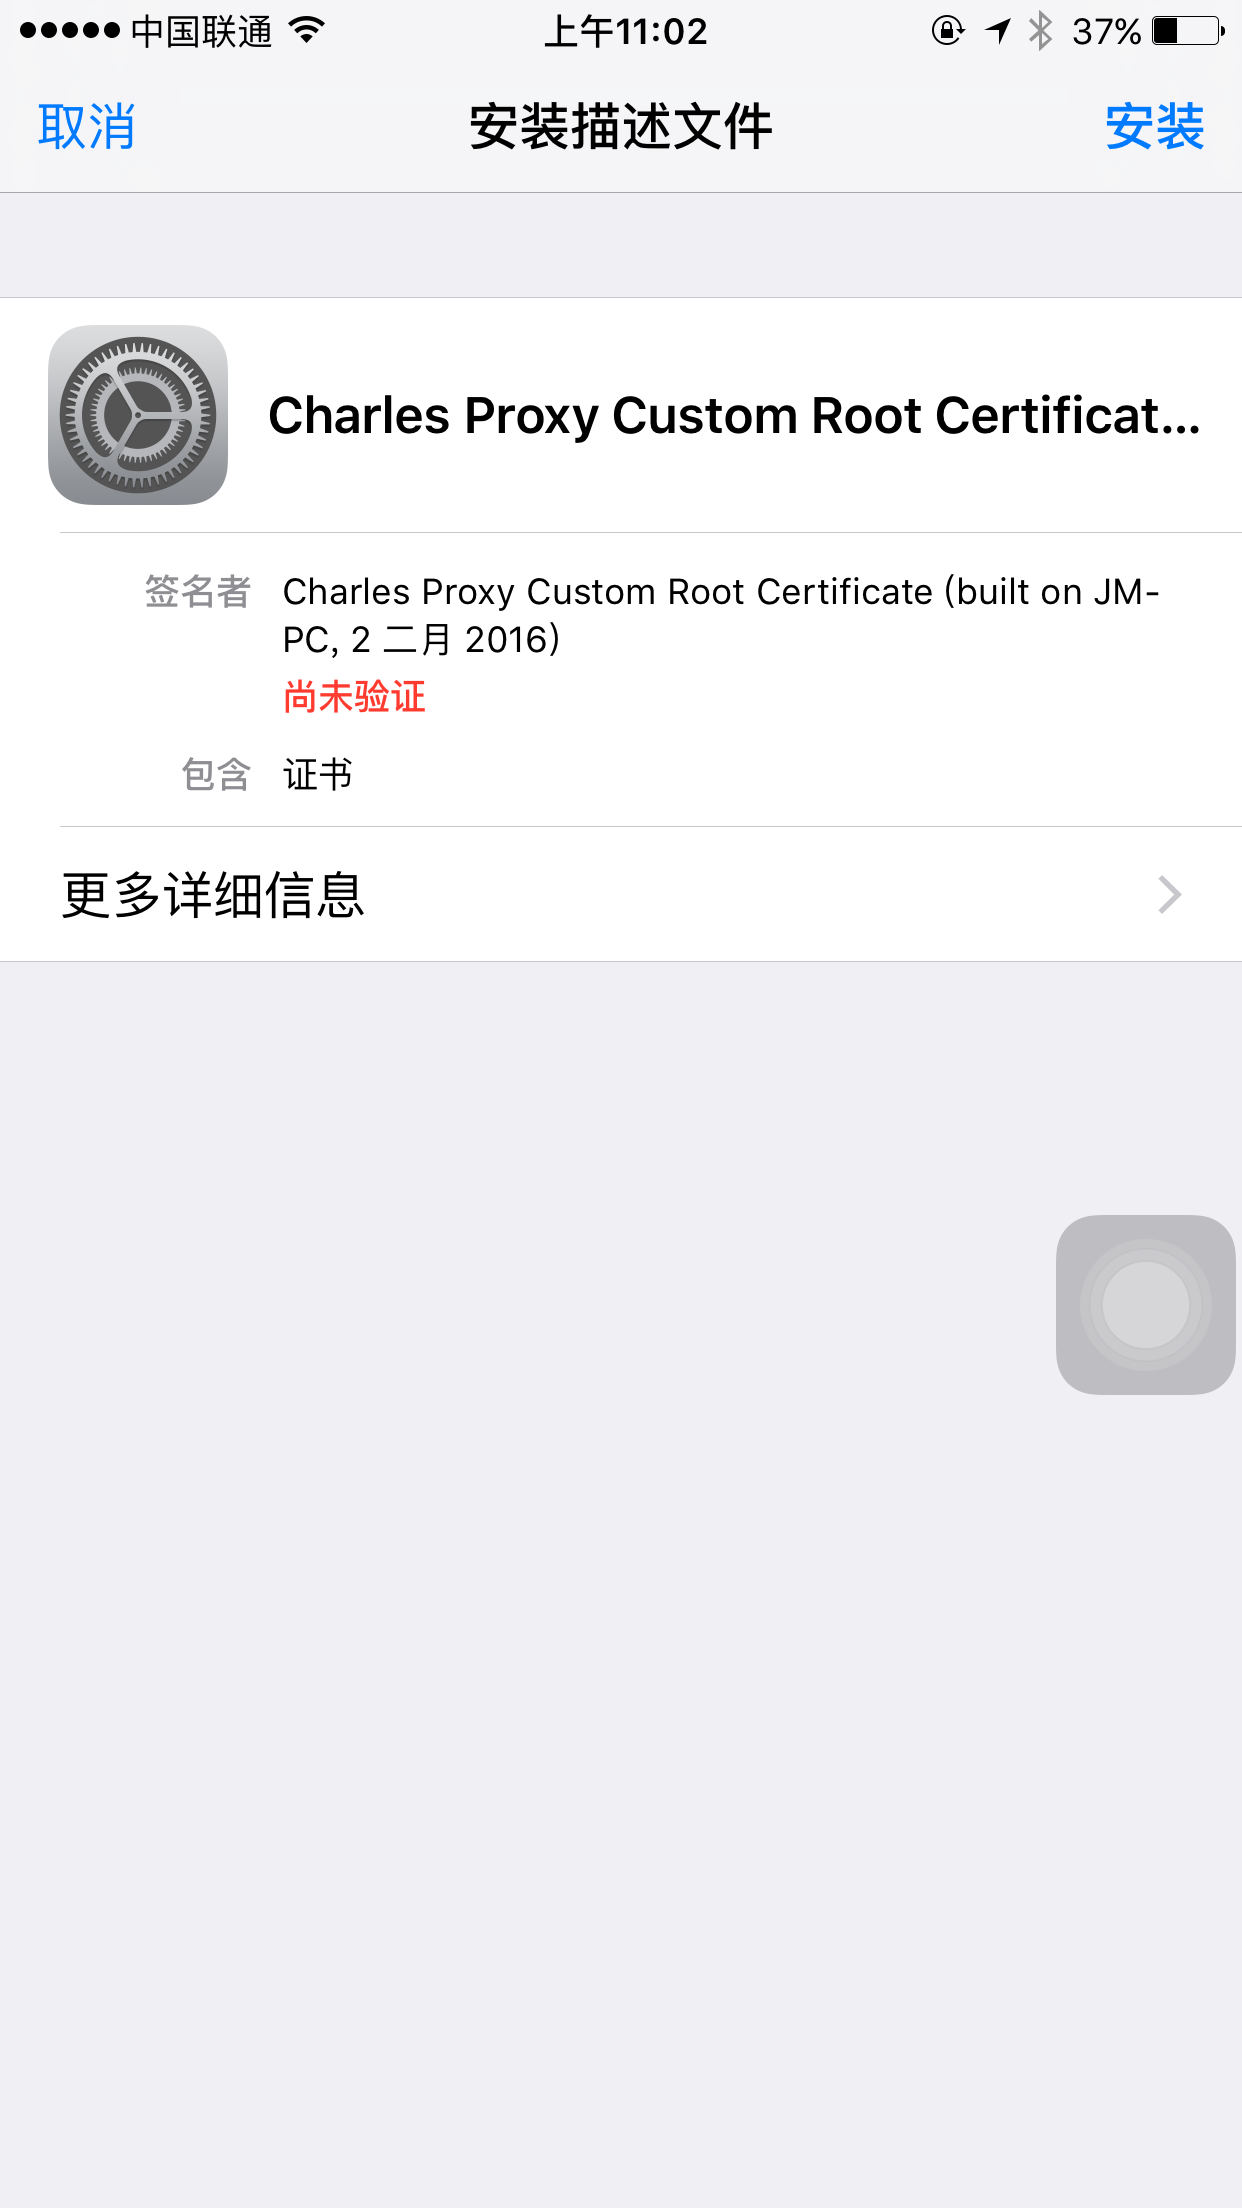 ●●●●● 中国联通 上午11:02 37%
取消 安装描述文件 安装
Charles Proxy Custom Root Certificat...
签名者 Charles Proxy Custom Root Certificate (built on JM-
PC, 2 二月 2016)
尚未验证
包含 证书
更多详细信息